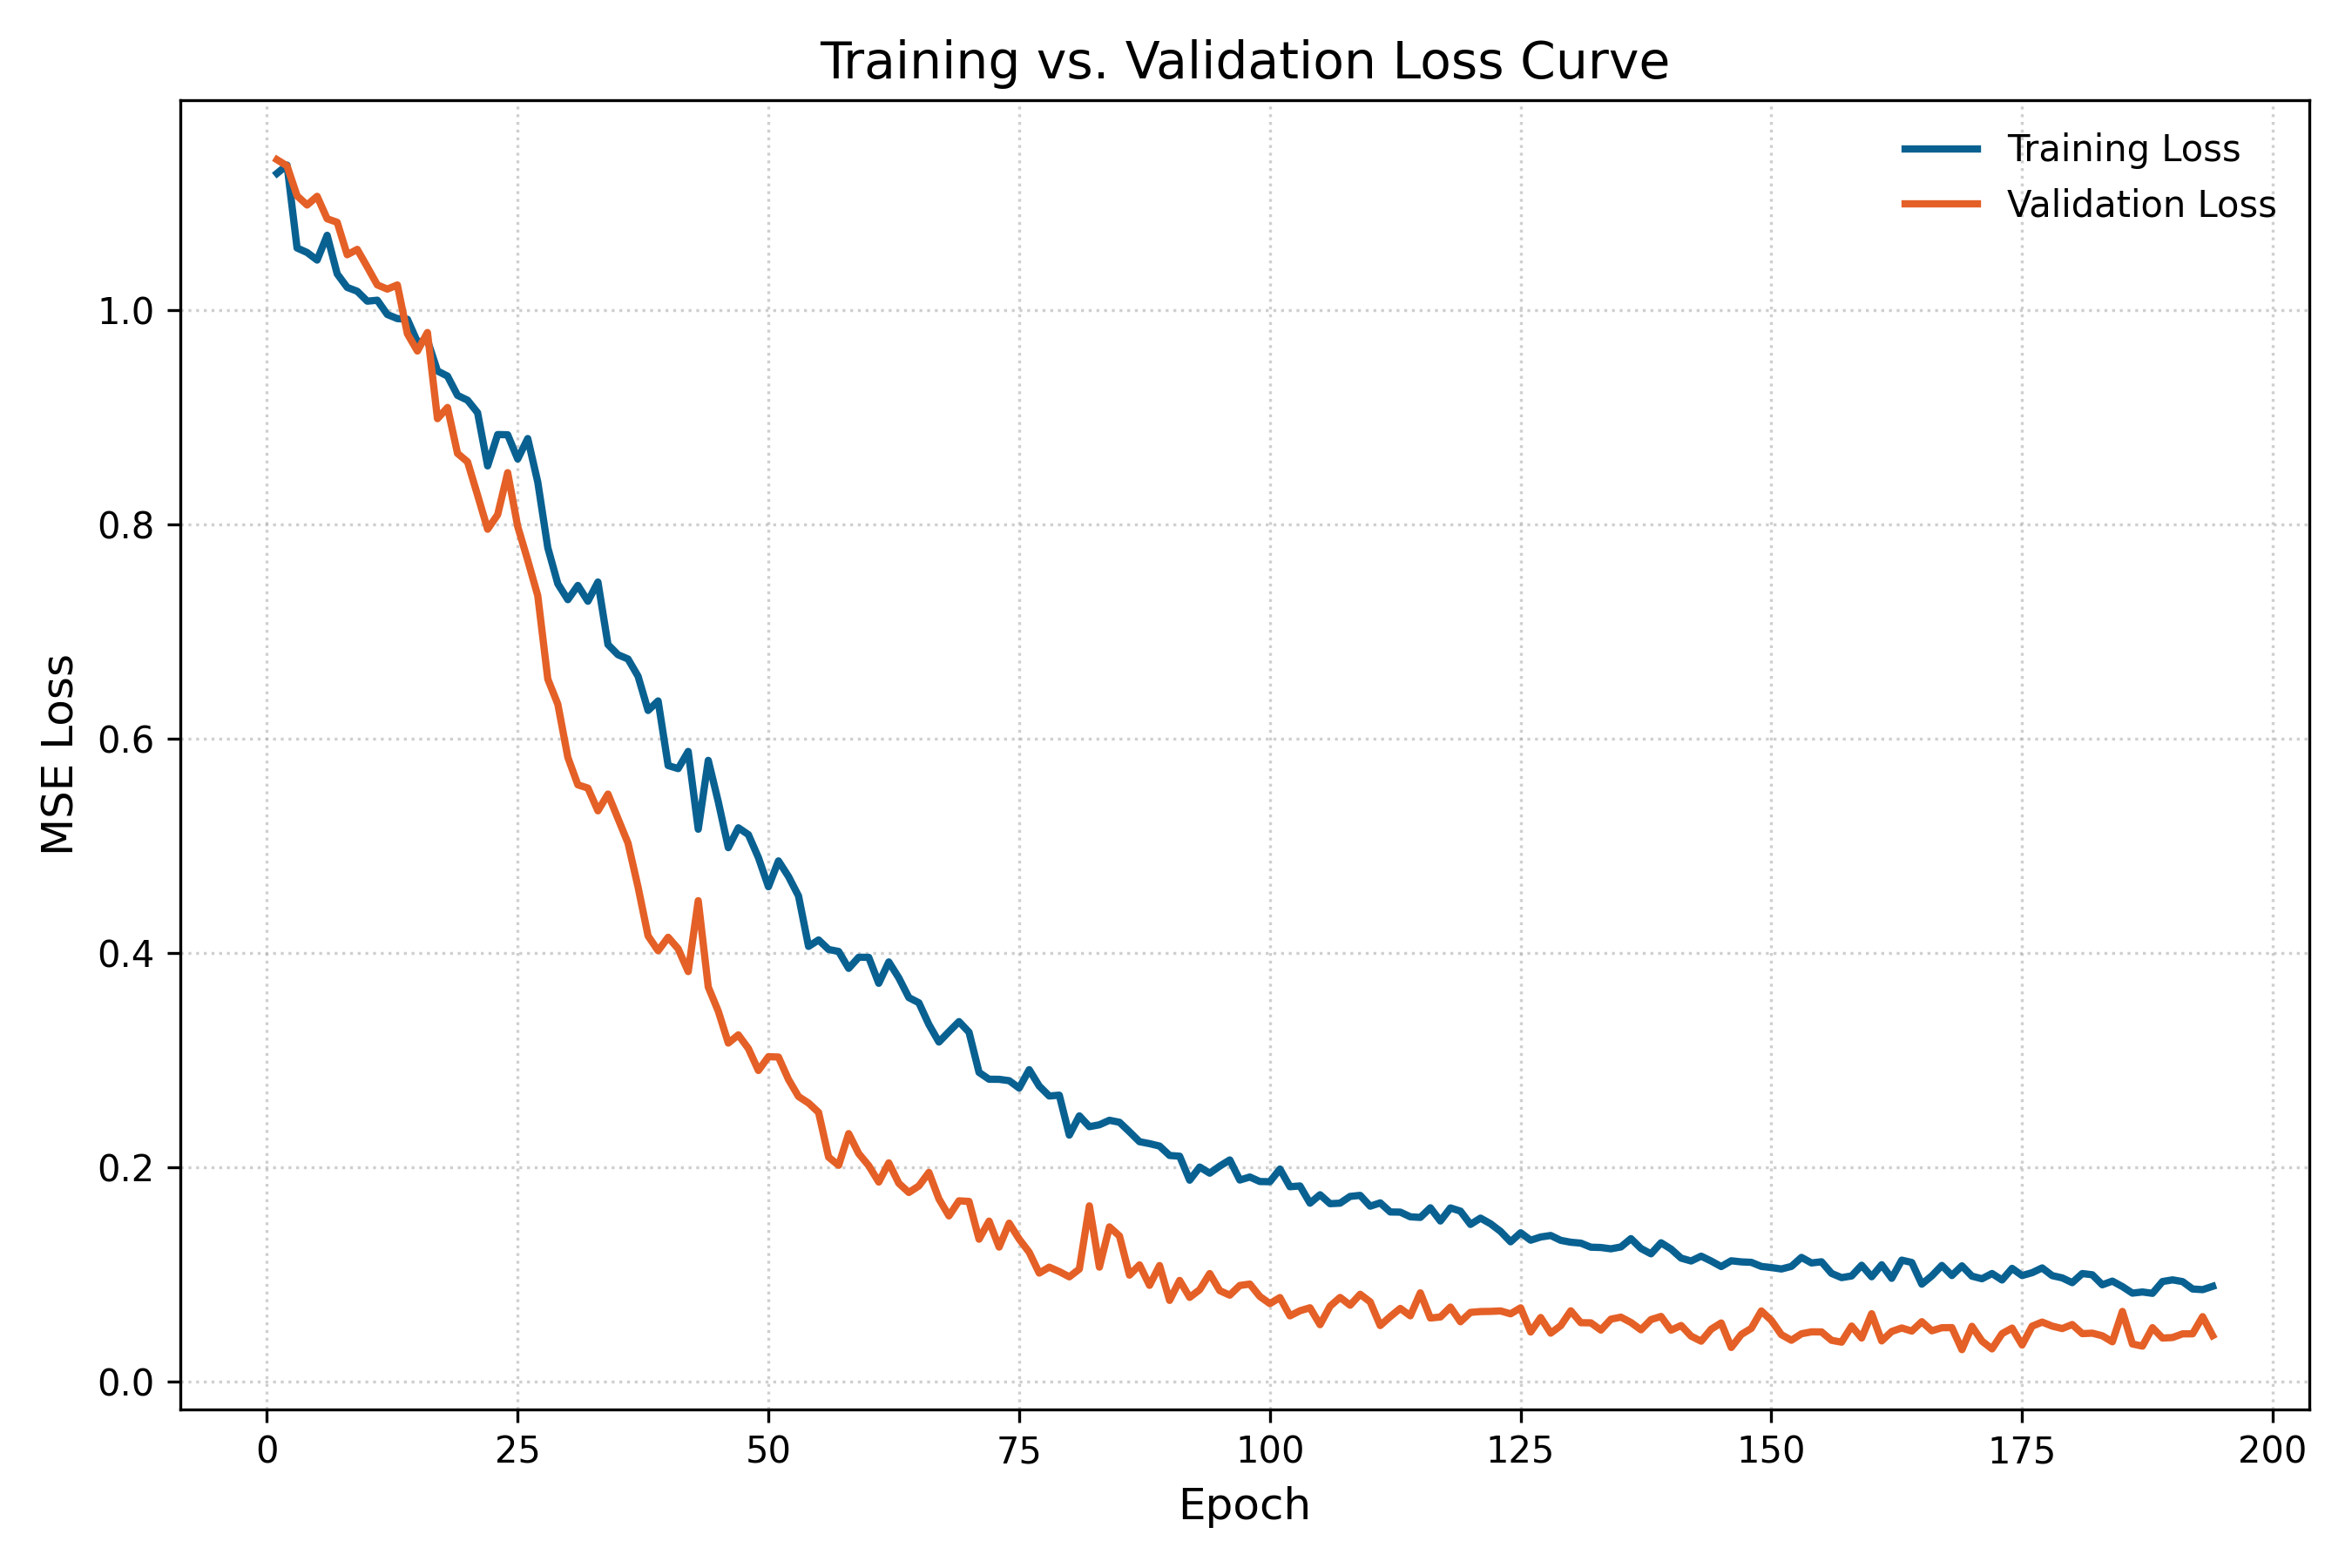 Training vs. Validation Loss Curve
Training Loss
Validation Loss
MSE Loss
1.0
0.8
0.6
0.4
0.2
0.0
0 25 50 75 100 125 150 175 200
Epoch